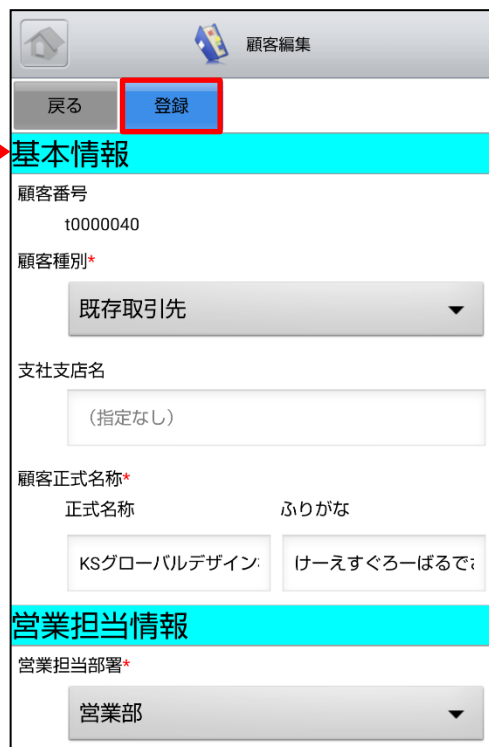 顧客編集
戻る 登録
基本情報
顧客番号
t0000040
顧客種別*
既存取引先
支社支店名
（指定なし）
顧客正式名称*
正式名称 ふりがな
KSグローバルデザイン けーえすぐろーばるで
営業担当情報
営業担当部署*
営業部